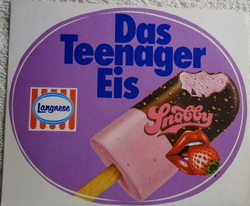 Das
Teenager
Eis
Langnese
Snobby